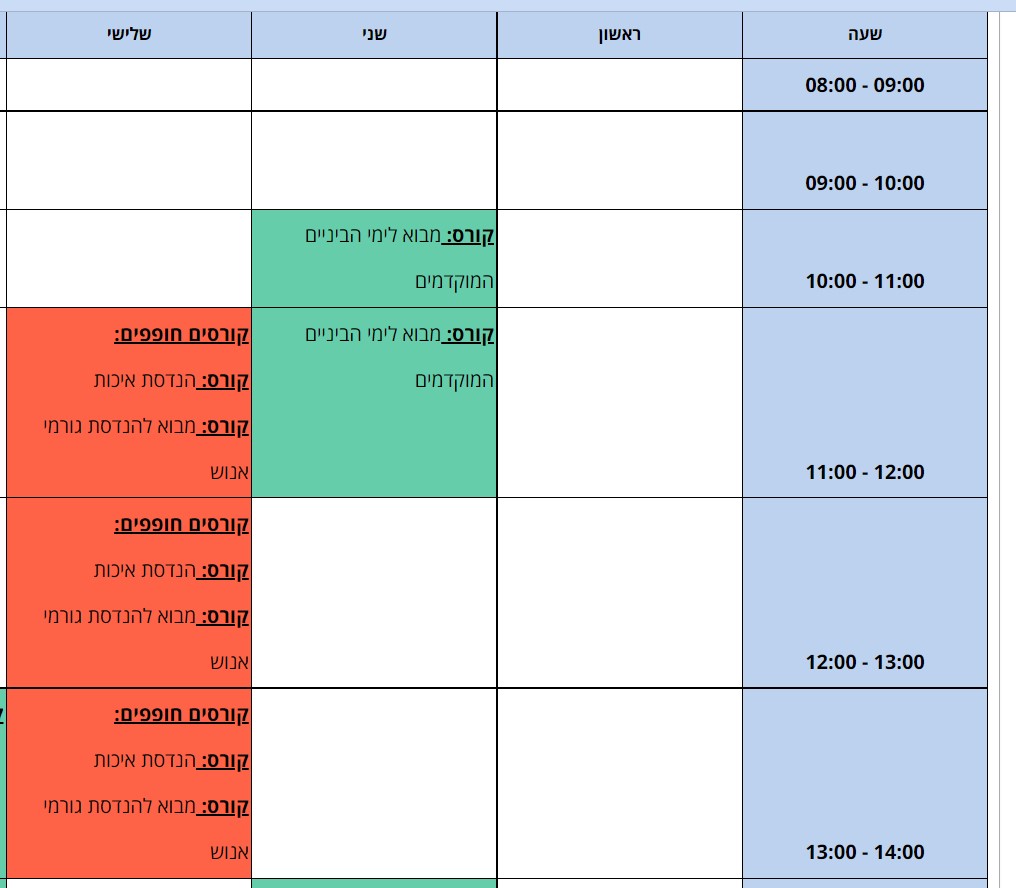 שעה
ראשון
שני
שלישי
08:00 - 09:00
09:00 - 10:00
10:00 - 11:00
קורס: מבוא לימי הביניים
המוקדמים
11:00 - 12:00
קורס: מבוא לימי הביניים
המוקדמים
קורסים חופפים:
קורס: הנדסת איכות
קורס: מבוא להנדסת גורמי
אנוש
12:00 - 13:00
קורסים חופפים:
קורס: הנדסת איכות
קורס: מבוא להנדסת גורמי
אנוש
13:00 - 14:00
קורסים חופפים:
קורס: הנדסת איכות
קורס: מבוא להנדסת גורמי
אנוש